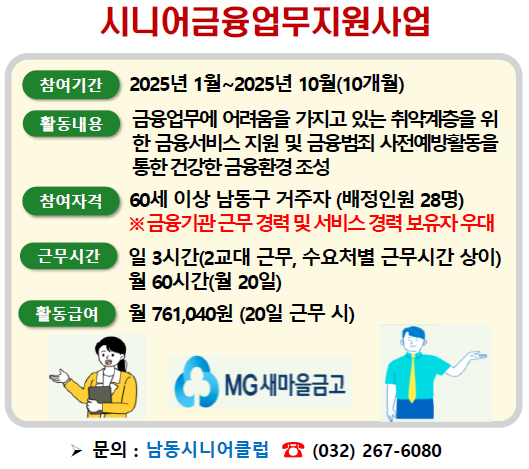 시니어금융업무지원사업
참여기간 2025년 1월~2025년 10월(10개월)
활동내용 금융업무에 어려움을 가지고 있는 취약계층을 위
한 금융서비스 지원 및 금융범죄 사전예방활동을
통한 건강한 금융환경 조성
참여자격 60세 이상 남동구 거주자 (배정인원 28명)
※금융기관 근무 경력 및 서비스 경력 보유자 우대
근무시간 일 3시간(2교대 근무, 수요처별 근무시간 상이)
월 60시간(월 20일)
활동급여 월 761,040원 (20일 근무 시)
MG새마을금고
➢ 문의 : 남동시니어클럽 ☎ (032) 267-6080